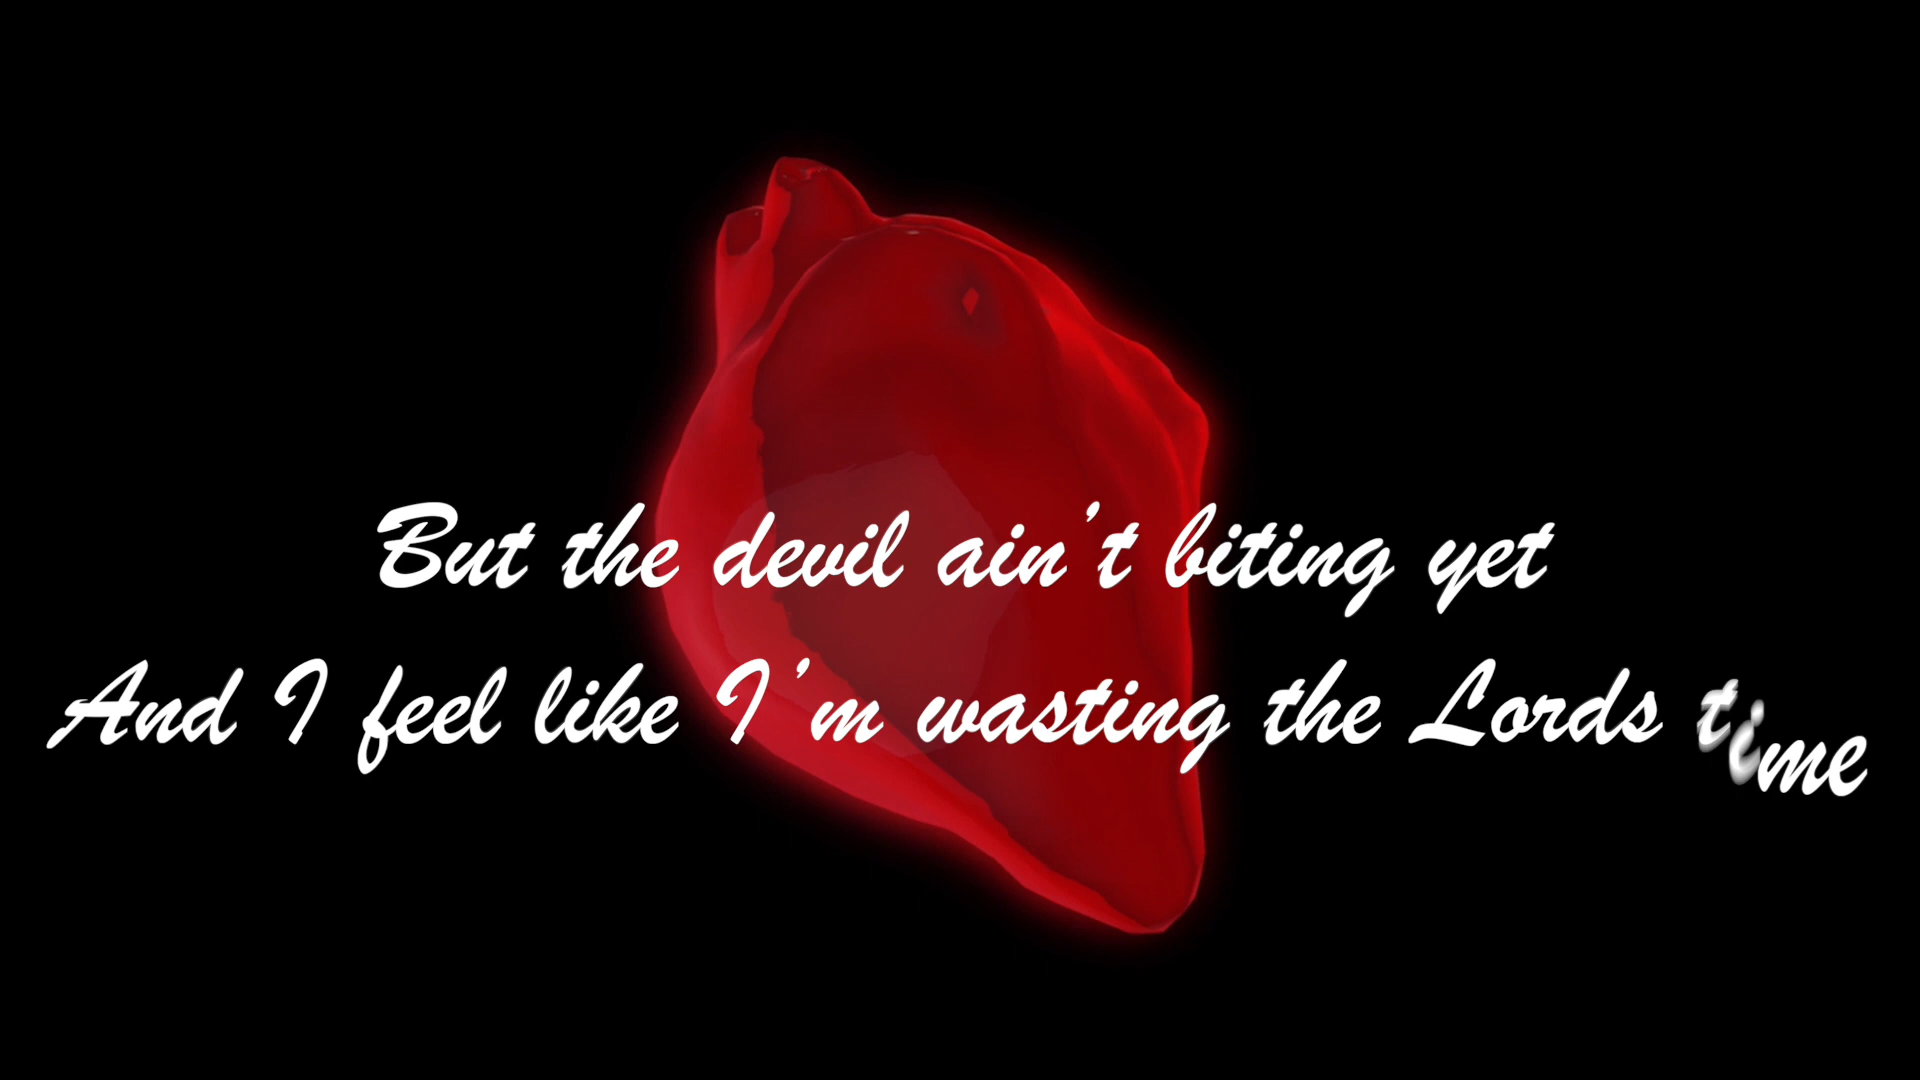 But the devil ain't biting yet
And I feel like I'm wasting the Lords time